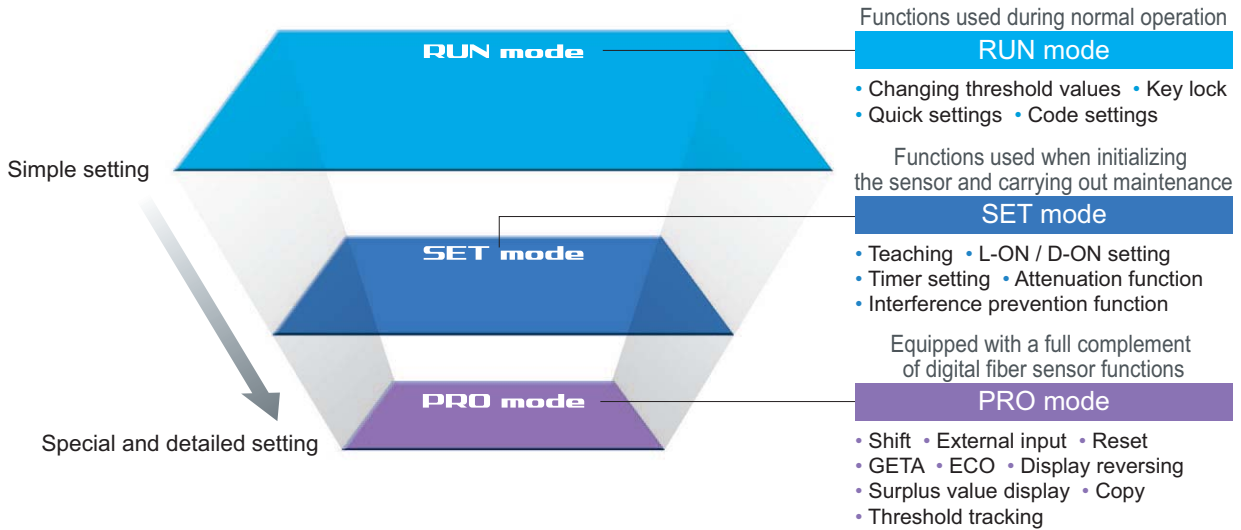 Functions used during normal operation
RUN mode
RUN mode
• Changing threshold values • Key lock
• Quick settings • Code settings
Simple setting
Functions used when initializing
the sensor and carrying out maintenance
SET mode
SET mode
• Teaching • L-ON / D-ON setting
• Timer setting • Attenuation function
• Interference prevention function
Equipped with a full complement
of digital fiber sensor functions
PRO mode
PRO mode
Special and detailed setting
• Shift • External input • Reset
• GETA • ECO • Display reversing
• Surplus value display • Copy
• Threshold tracking